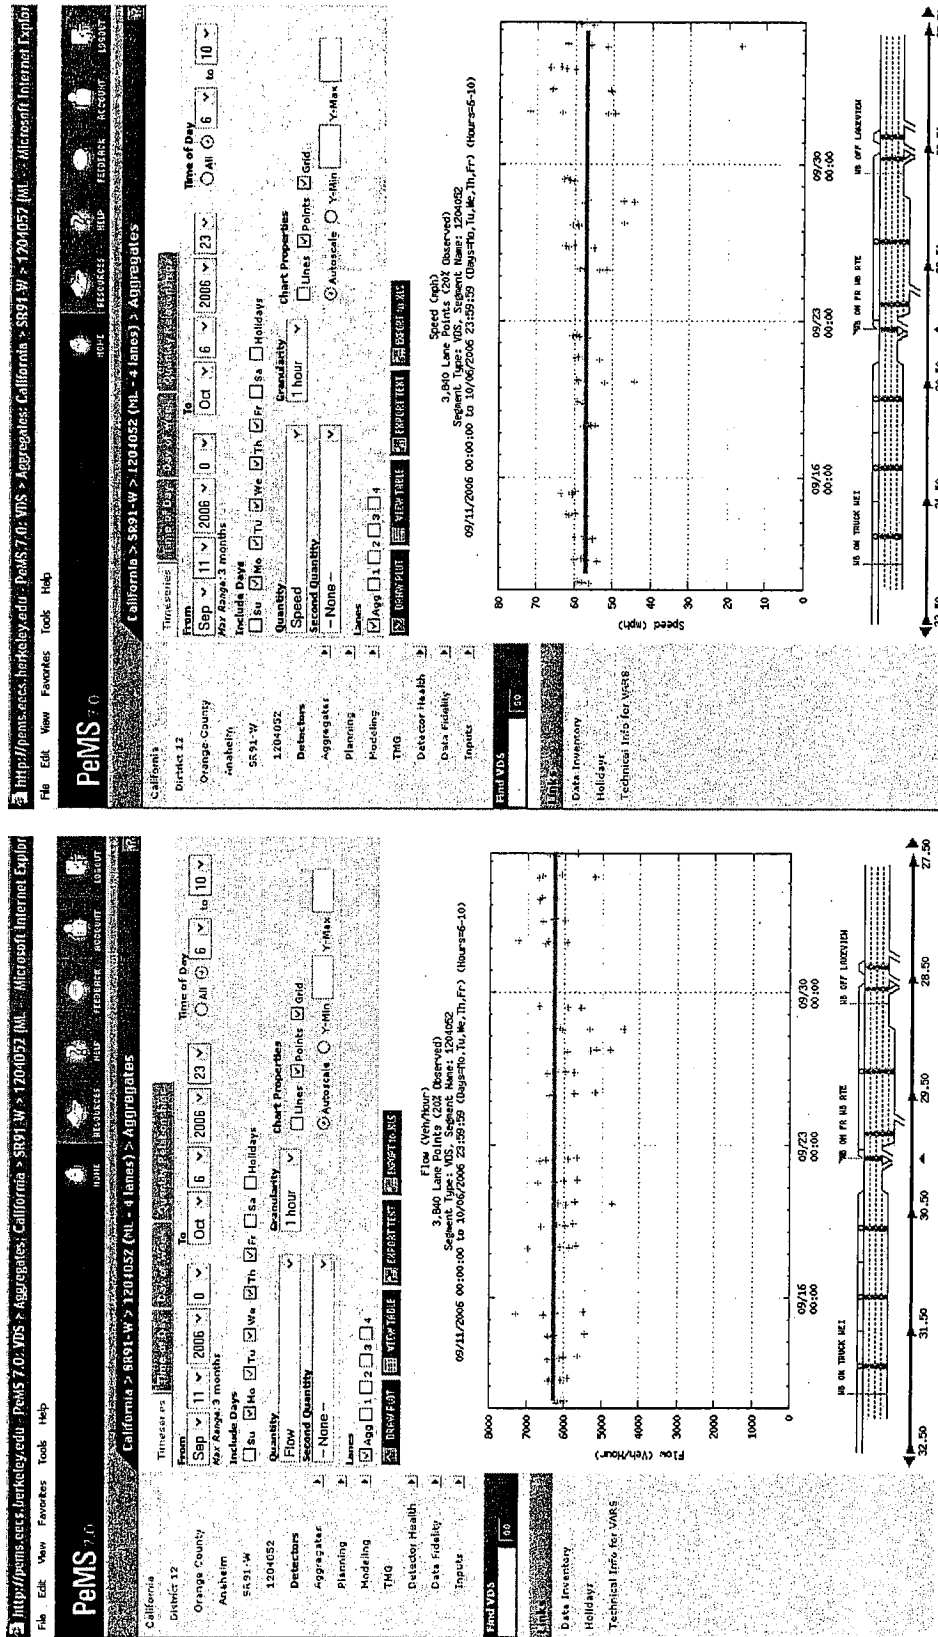 http://pems.eecs.berkeley.edu - PeMS 7.0: VDS > Aggregates: California > SR91-W > 1204052 [ML - Microsoft Internet Explor
File Edit View Favorites Tools Help
PeMS 7.0
HOME RESOURCES HELP FEEDBACK ACCOUNT LOGOUT
California > SR91-W > 1204052 (ML - 4 lanes) > Aggregates
California
District 12
Orange County
Anaheim
SR91-W
1204052
Detectors
Aggregates
Planning
Modeling
TMG
Detector Health
Data Fidelity
Inputs
Find VDS
GO
Links
Data Inventory
Holidays
Technical Info for VARS
Timeseries
From To Time of Day
Sep 11 2006 0 Oct 6 2006 23 All 6 to 10
Max Range: 3 months
Include Days
Su Mo Tu We Th Fr Sa Holidays
Quantity Granularity Chart Properties
Flow 1 hour Lines Points Grid
Second Quantity
-- None -- Autoscale Y-Min Y-Max
Lanes
Agg 1 2 3 4
DRAW PLOT VIEW TABLE EXPORT TEXT EXPORT to XLS
Flow (Veh/Hour)
3,840 Lane Points (20% Observed)
Segment Type: VDS, Segment Name: 1204052
09/11/2006 00:00:00 to 10/06/2006 23:59:59 (Days=Mo,Tu,We,Th,Fr) (Hours=6-10)
8000
7000
6000
5000
4000
3000
2000
1000
0
Flow (Veh/Hour)
09/16 00:00 09/23 00:00 09/30 00:00
WB ON TRUCK WEI WB ON FR NB RTE WB OFF LAKEVIEW
32.50 31.50 30.50 29.50 28.50 27.50
http://pems.eecs.berkeley.edu - PeMS 7.0: VDS > Aggregates: California > SR91-W > 1204052 [ML - Microsoft Internet Explor
File Edit View Favorites Tools Help
PeMS 7.0
HOME RESOURCES HELP FEEDBACK ACCOUNT LOGOUT
California > SR91-W > 1204052 (ML - 4 lanes) > Aggregates
California
District 12
Orange County
Anaheim
SR91-W
1204052
Detectors
Aggregates
Planning
Modeling
TMG
Detector Health
Data Fidelity
Inputs
Find VDS
GO
Links
Data Inventory
Holidays
Technical Info for VARS
Timeseries
From To Time of Day
Sep 11 2006 0 Oct 6 2006 23 All 6 to 10
Max Range: 3 months
Include Days
Su Mo Tu We Th Fr Sa Holidays
Quantity Granularity Chart Properties
Speed 1 hour Lines Points Grid
Second Quantity
-- None -- Autoscale Y-Min Y-Max
Lanes
Agg 1 2 3 4
DRAW PLOT VIEW TABLE EXPORT TEXT EXPORT to XLS
Speed (mph)
3,840 Lane Points (20% Observed)
Segment Type: VDS, Segment Name: 1204052
09/11/2006 00:00:00 to 10/06/2006 23:59:59 (Days=Mo,Tu,We,Th,Fr) (Hours=6-10)
80
70
60
50
40
30
20
10
0
Speed (mph)
09/16 00:00 09/23 00:00 09/30 00:00
WB ON TRUCK WEI WB ON FR NB RTE WB OFF LAKEVIEW